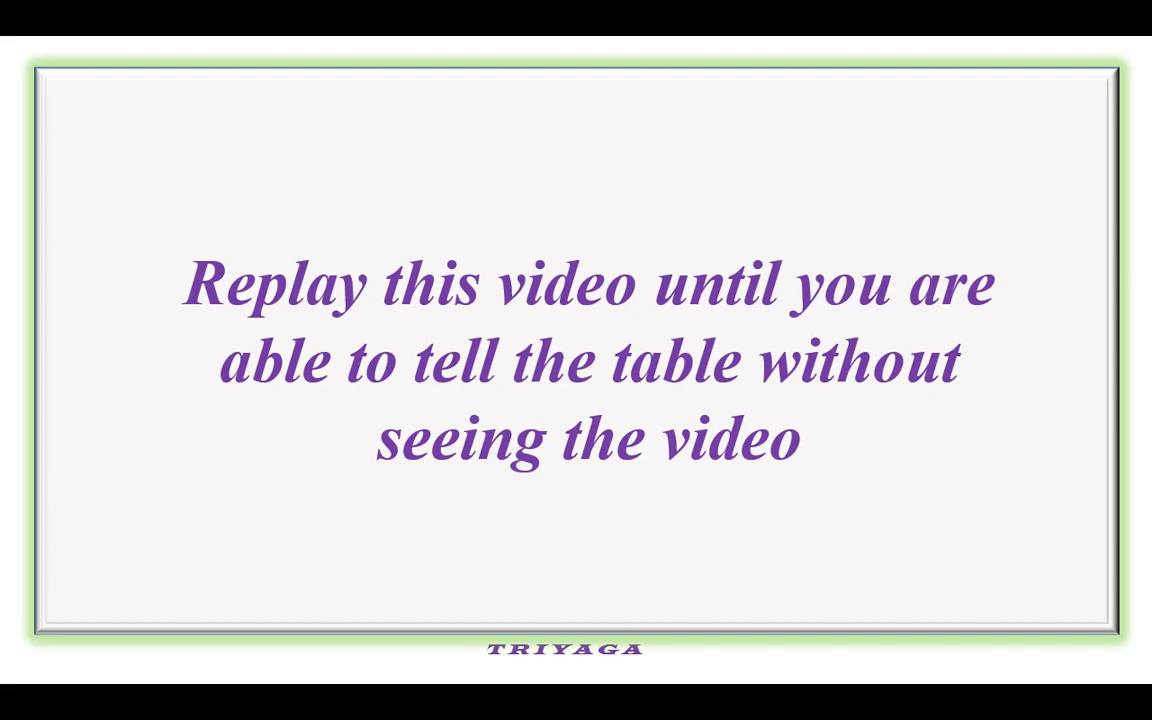 Replay this video until you are
able to tell the table without
seeing the video
TRIYAGA